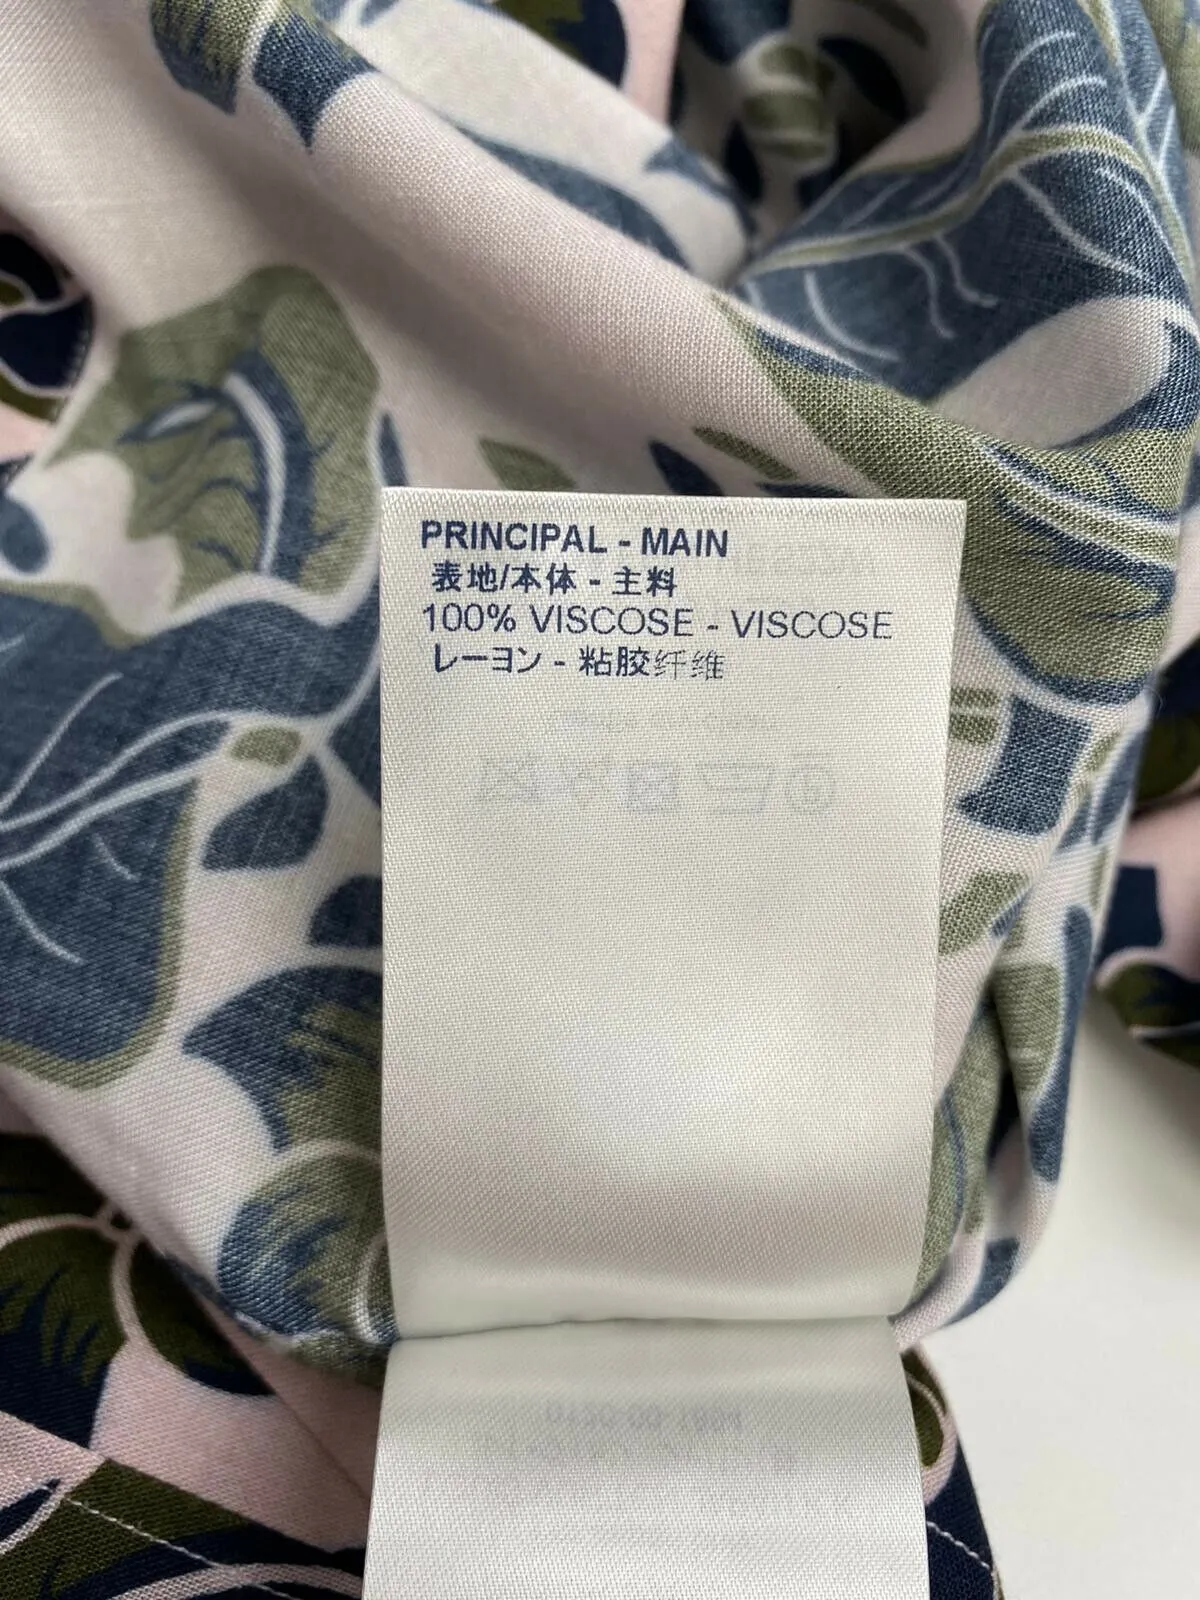 PRINCIPAL - MAIN
表地/本体 - 主料
100% VISCOSE - VISCOSE
レーヨン - 粘胶纤维